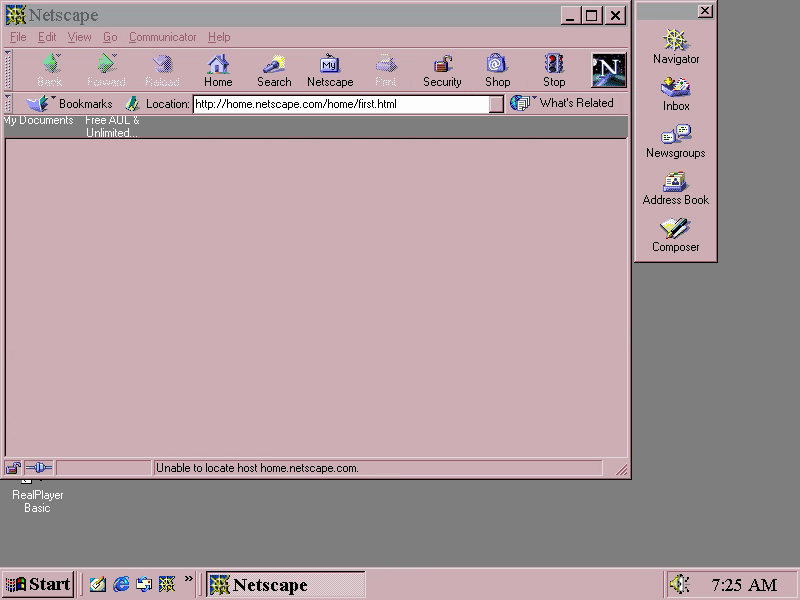 Netscape
File Edit View Go Communicator Help
Back Forward Reload Home Search Netscape Print Security Shop Stop
My
N
Bookmarks Location: http://home.netscape.com/home/first.html What's Related
My Documents Free AOL &
Unlimited...
Navigator
Inbox
Newsgroups
Address Book
Composer
Unable to locate host home.netscape.com.
RealPlayer
Basic
Start » Netscape 7:25 AM